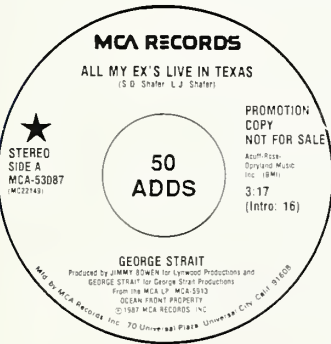 MCA RECORDS
ALL MY EX'S LIVE IN TEXAS
(S D Shafer L J Shafer)
STEREO
SIDE A
MCA-53087
(MC22149)
50
ADDS
PROMOTION
COPY
NOT FOR SALE
Acuff-Rose-
Opryland Music
Inc (BMI)
3:17
(Intro: 16)
GEORGE STRAIT
Produced by JIMMY BOWEN for Lynwood Productions and
GEORGE STRAIT for George Strait Productions
From the MCA LP MCA-5913
OCEAN FRONT PROPERTY
©1987 MCA RECORDS INC
Mfd by MCA Records Inc 70 Universal Plaza Universal City Calif 91608